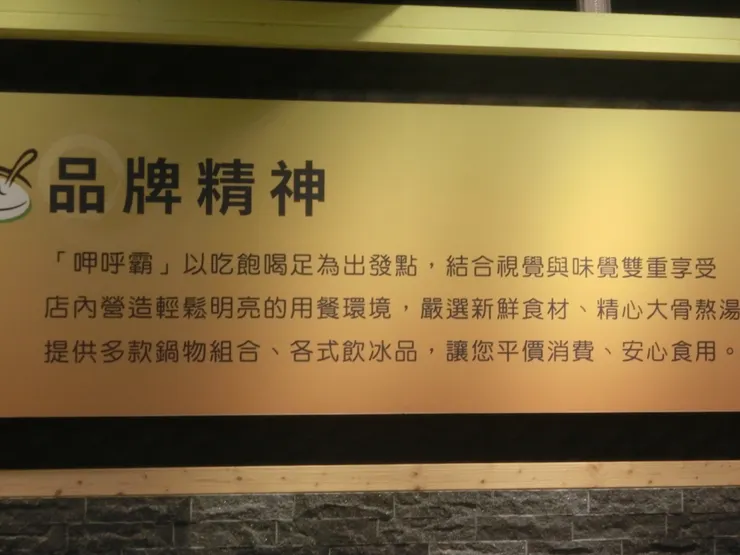 品牌精神
「呷呼霸」以吃飽喝足為出發點，結合視覺與味覺雙重享受
店內營造輕鬆明亮的用餐環境，嚴選新鮮食材、精心大骨熬湯
提供多款鍋物組合、各式飲冰品，讓您平價消費、安心食用。